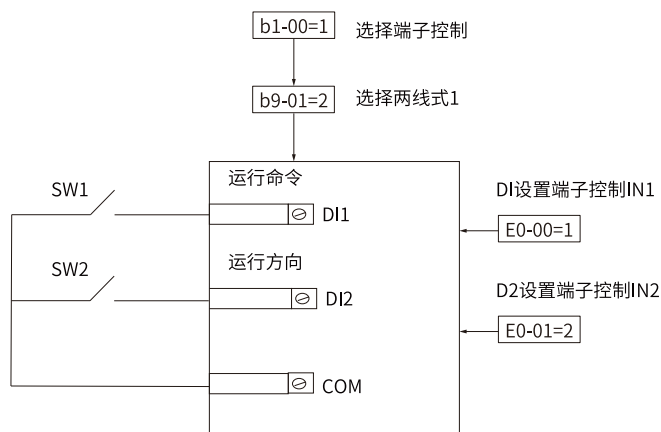 b1-00=1 选择端子控制
b9-01=2 选择两线式1
运行命令
SW1
DI1
DI设置端子控制IN1
E0-00=1
运行方向
SW2
DI2
D2设置端子控制IN2
E0-01=2
COM